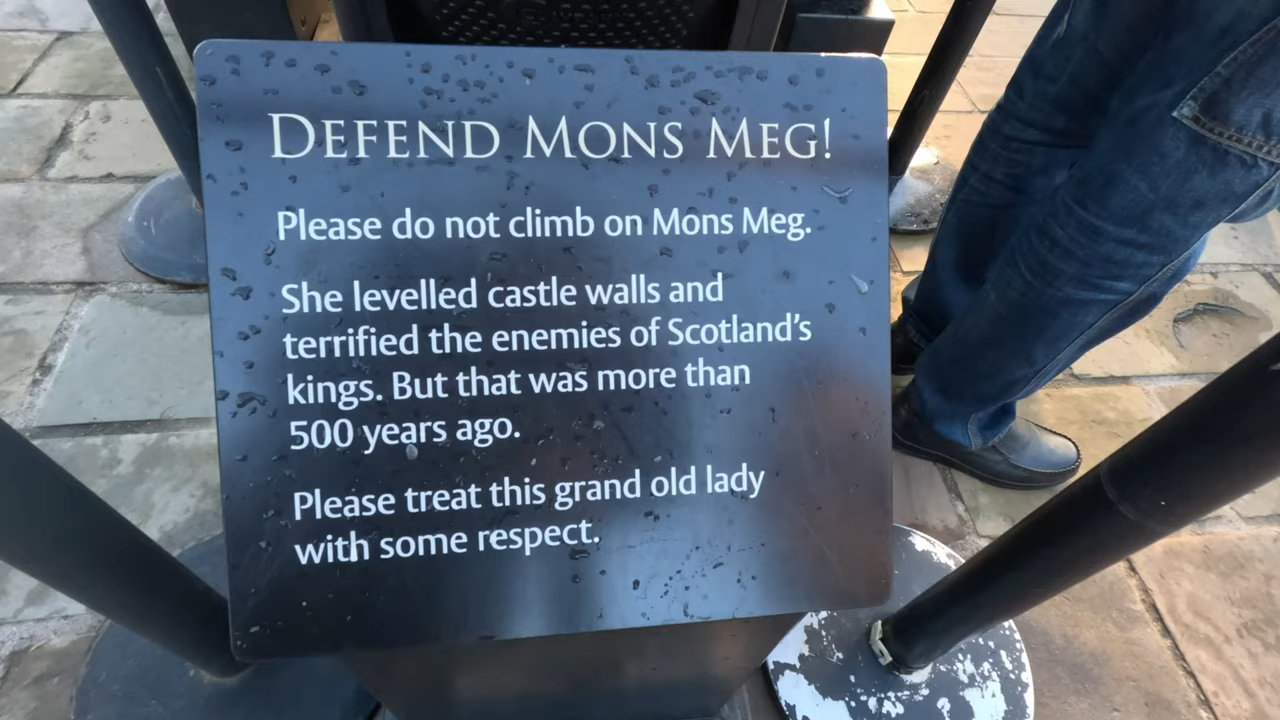 DEFEND MONS MEG!
Please do not climb on Mons Meg.
She levelled castle walls and
terrified the enemies of Scotland's
kings. But that was more than
500 years ago.
Please treat this grand old lady
with some respect.